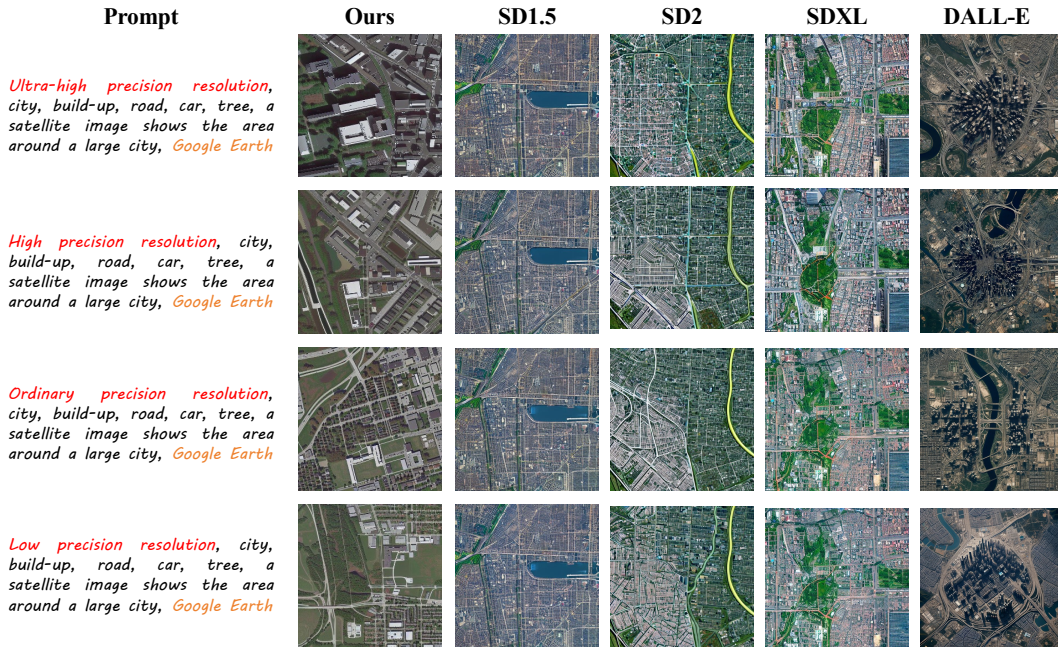 Prompt Ours SD1.5 SD2 SDXL DALL-E
Ultra-high precision resolution,
city, build-up, road, car, tree, a
satellite image shows the area
around a large city, Google Earth
High precision resolution, city,
build-up, road, car, tree, a
satellite image shows the area
around a large city, Google Earth
Ordinary precision resolution,
city, build-up, road, car, tree, a
satellite image shows the area
around a large city, Google Earth
Low precision resolution, city,
build-up, road, car, tree, a
satellite image shows the area
around a large city, Google Earth